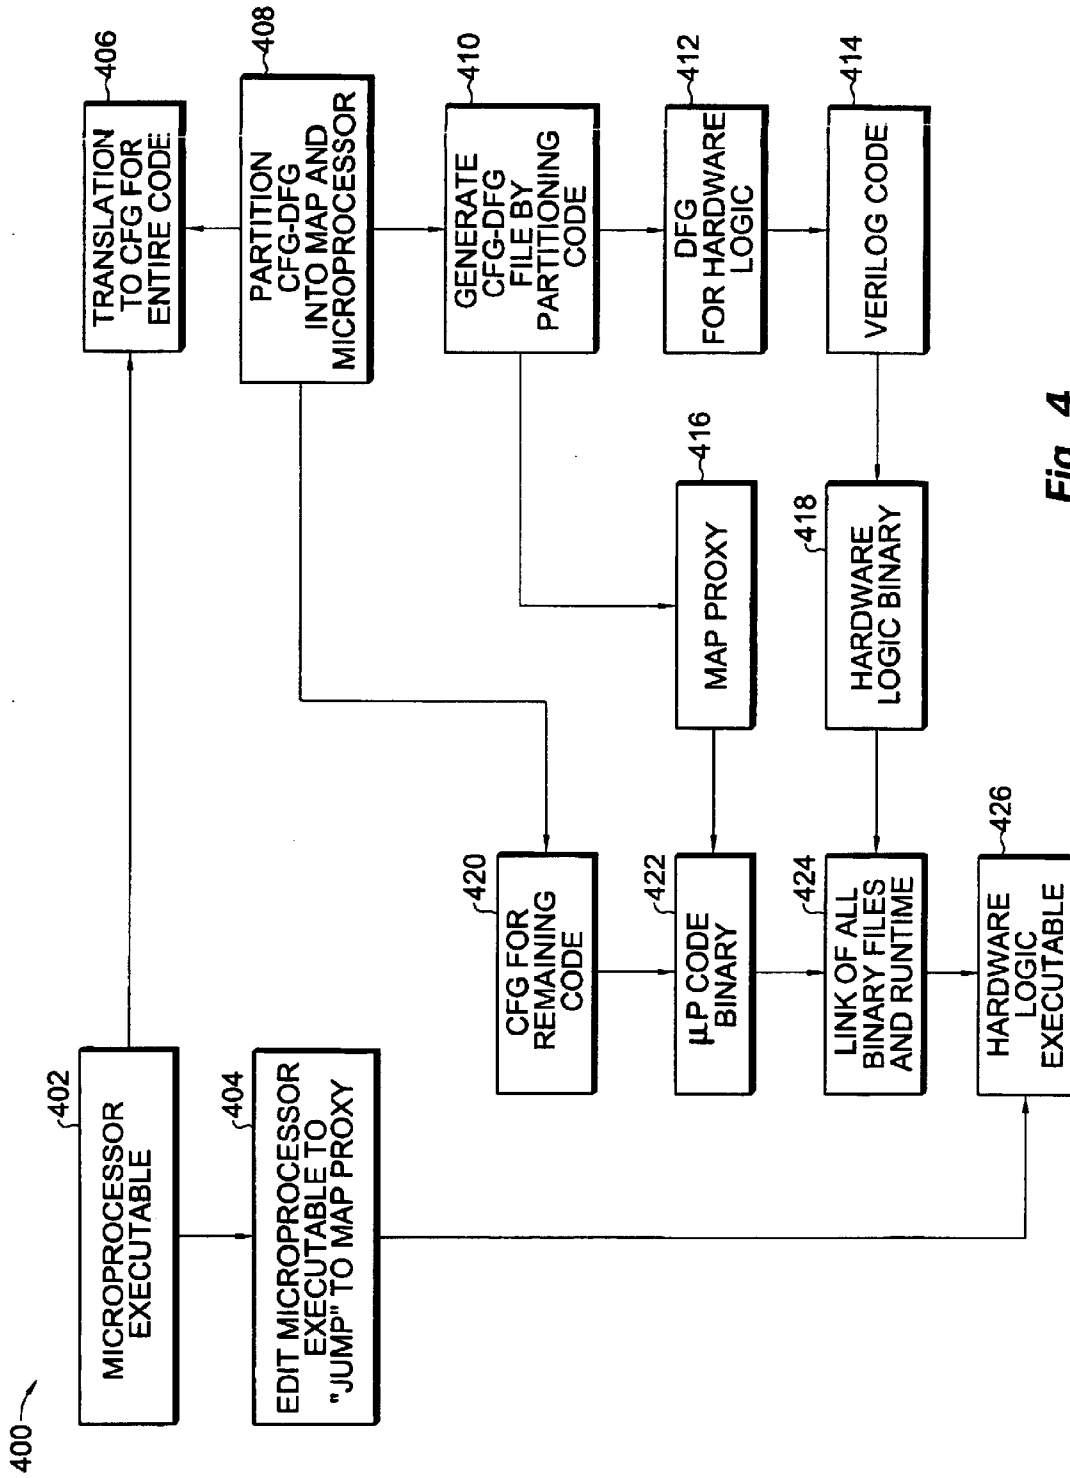 400
402
MICROPROCESSOR
EXECUTABLE
404
EDIT MICROPROCESSOR
EXECUTABLE TO
"JUMP" TO MAP PROXY
406
TRANSLATION
TO CFG FOR
ENTIRE CODE
408
PARTITION
CFG-DFG
INTO MAP AND
MICROPROCESSOR
410
GENERATE
CFG-DFG
FILE BY
PARTITIONING
CODE
412
DFG
FOR HARDWARE
LOGIC
414
VERILOG CODE
416
MAP PROXY
418
HARDWARE
LOGIC BINARY
420
CFG FOR
REMAINING
CODE
422
µP CODE
BINARY
424
LINK OF ALL
BINARY FILES
AND RUNTIME
426
HARDWARE
LOGIC
EXECUTABLE
Fig. 4